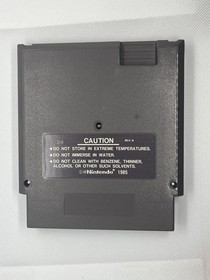 CAUTION
•DO NOT STORE IN EXTREME TEMPERATURES.
•DO NOT IMMERSE IN WATER.
•DO NOT CLEAN WITH BENZENE, THINNER,
ALCOHOL OR OTHER SUCH SOLVENTS.
©®Nintendo® 1985